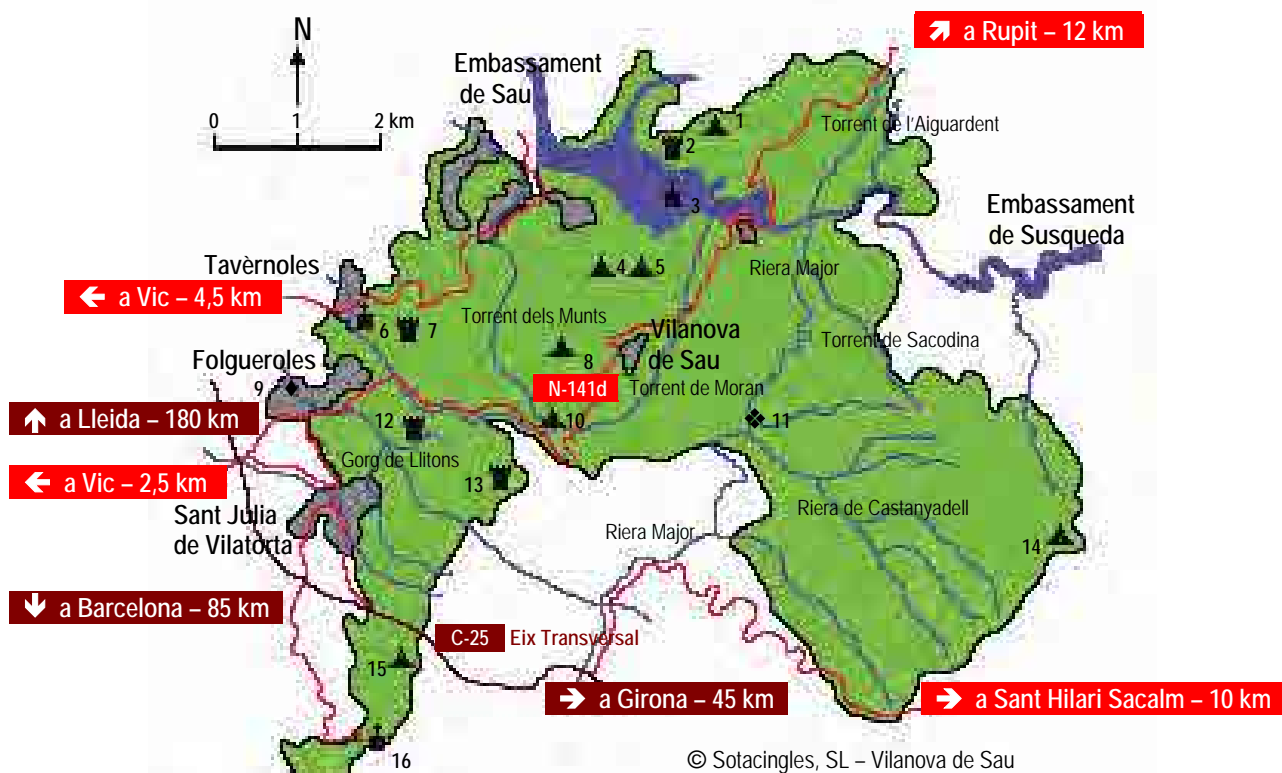 N
a Rupit – 12 km
Embassament
de Sau
0 1 2 km
1
Torrent de l'Aiguardent
2
3
Embassament
de Susqueda
Tavèrnoles
4
5
Riera Major
a Vic – 4,5 km
6
7
Torrent dels Munts
8
Vilanova
de Sau
Torrent de Sacodina
Folgueroles
9
N-141d
Torrent de Moran
a Lleida – 180 km
12
10
11
Gorg de Llitons
a Vic – 2,5 km
13
Sant Julià
de Vilatorta
Riera Major
Riera de Castanyadell
14
a Barcelona – 85 km
C-25 Eix Transversal
15
a Girona – 45 km
a Sant Hilari Sacalm – 10 km
16
© Sotacingles, SL – Vilanova de Sau